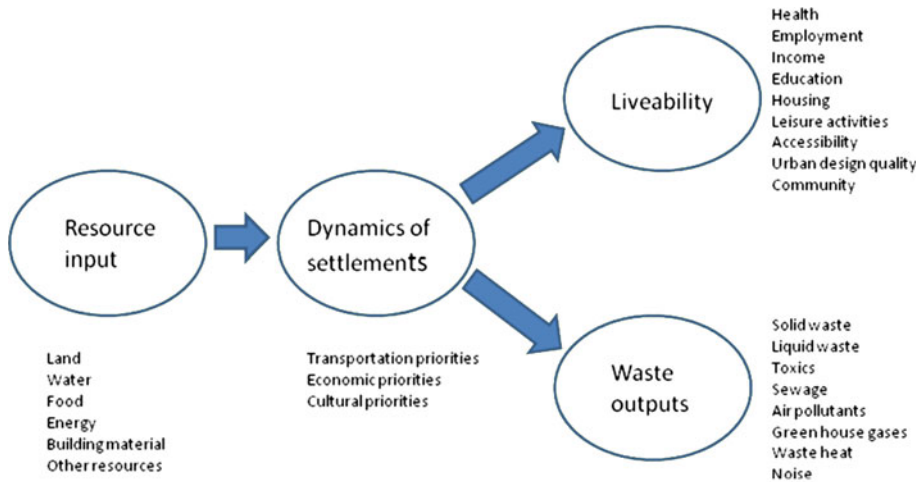 Resource
input
Land
Water
Food
Energy
Building material
Other resources
Dynamics of
settlements
Transportation priorities
Economic priorities
Cultural priorities
Liveability
Health
Employment
Income
Education
Housing
Leisure activities
Accessibility
Urban design quality
Community
Waste
outputs
Solid waste
Liquid waste
Toxics
Sewage
Air pollutants
Green house gases
Waste heat
Noise